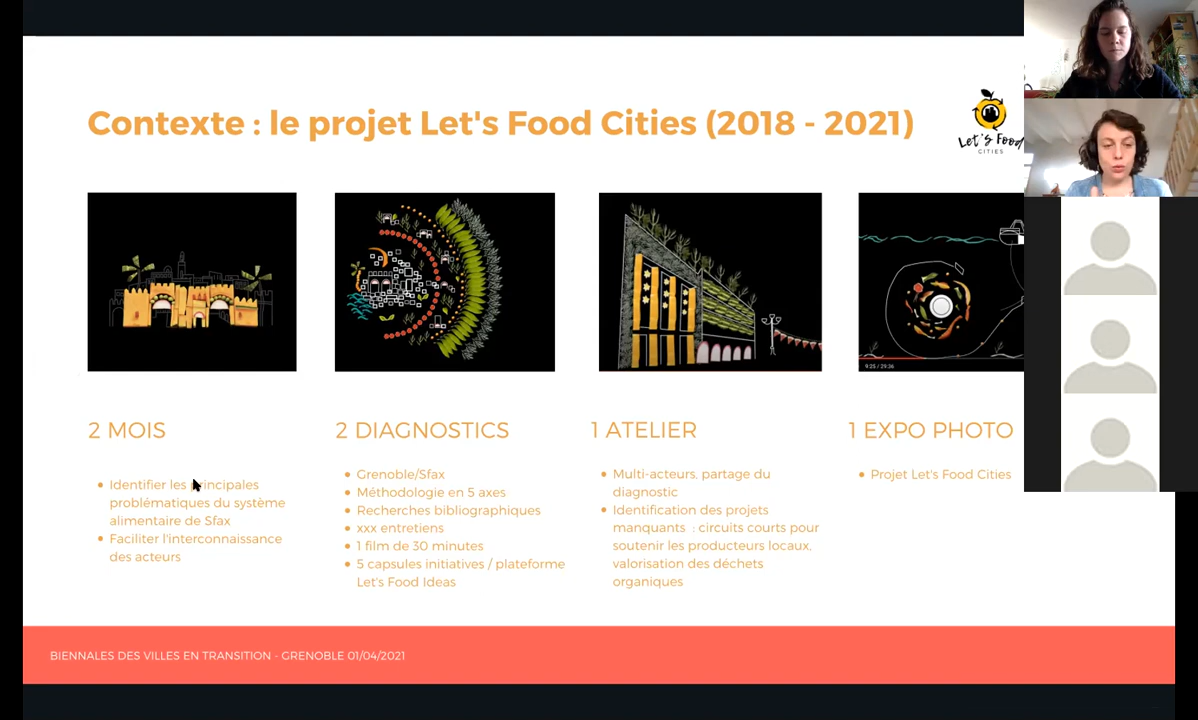 Contexte : le projet Let's Food Cities (2018 - 2021)
Let's Food
CITIES
9:25 / 29:36
2 MOIS
Identifier les principales
problématiques du système
alimentaire de Sfax
Faciliter l'interconnaissance
des acteurs
2 DIAGNOSTICS
Grenoble/Sfax
Méthodologie en 5 axes
Recherches bibliographiques
xxx entretiens
1 film de 30 minutes
5 capsules initiatives / plateforme
Let's Food Ideas
1 ATELIER
Multi-acteurs, partage du
diagnostic
Identification des projets
manquants : circuits courts pour
soutenir les producteurs locaux,
valorisation des déchets
organiques
1 EXPO PHOTO
Projet Let's Food Cities
BIENNALES DES VILLES EN TRANSITION - GRENOBLE 01/04/2021